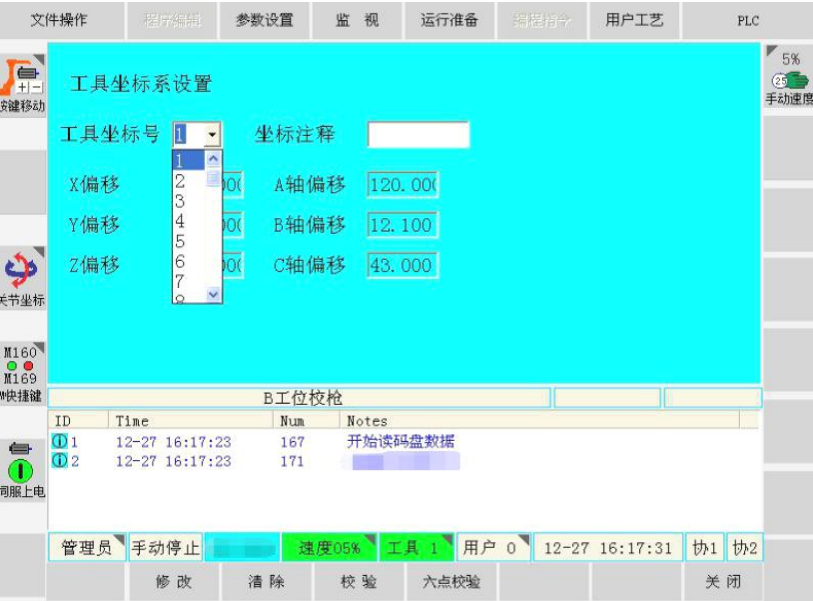 文件操作 程序编辑 参数设置 监 视 运行准备 编程指令 用户工艺 PLC
5%
25
手动速度
按键移动
工具坐标系设置
工具坐标号 1 坐标注释
1
2
3
4
5
6
7
8
X偏移 A轴偏移 120.00
Y偏移 B轴偏移 12.100
Z偏移 C轴偏移 43.000
关节坐标
M160
M169
快捷键
B工位校枪
ID Time Num Notes
1 12-27 16:17:23 167 开始读码盘数据
2 12-27 16:17:23 171
伺服上电
管理员 手动停止 速度05% 工具 1 用户 0 12-27 16:17:31 协1 协2
修 改 清 除 校 验 六点校验 关 闭